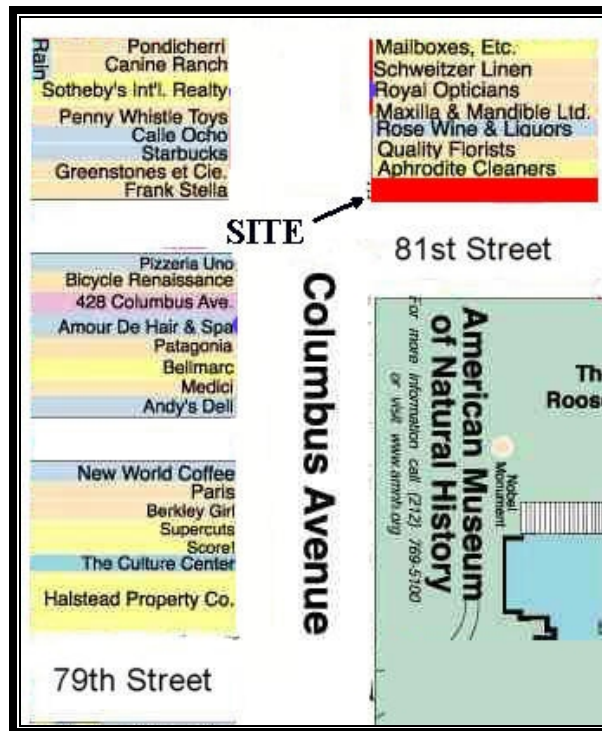 Rain
Pondicherri
Canine Ranch
Sotheby's Int'l. Realty
Penny Whistle Toys
Calle Ocho
Starbucks
Greenstones et Cie.
Frank Stella
Mailboxes, Etc.
Schweitzer Linen
Royal Opticians
Maxilla & Mandible Ltd.
Rose Wine & Liquors
Quality Florists
Aphrodite Cleaners
SITE
81st Street
Pizzeria Uno
Bicycle Renaissance
428 Columbus Ave.
Amour De Hair & Spa
Patagonia
Bellmarc
Medici
Andy's Deli
Columbus Avenue
American Museum
of Natural History
For more information call (212) 769-5100
or visit www.amnh.org
Th
Roos
Nobel
Monument
New World Coffee
Paris
Berkley Girl
Supercuts
Score!
The Culture Center
Halstead Property Co.
79th Street